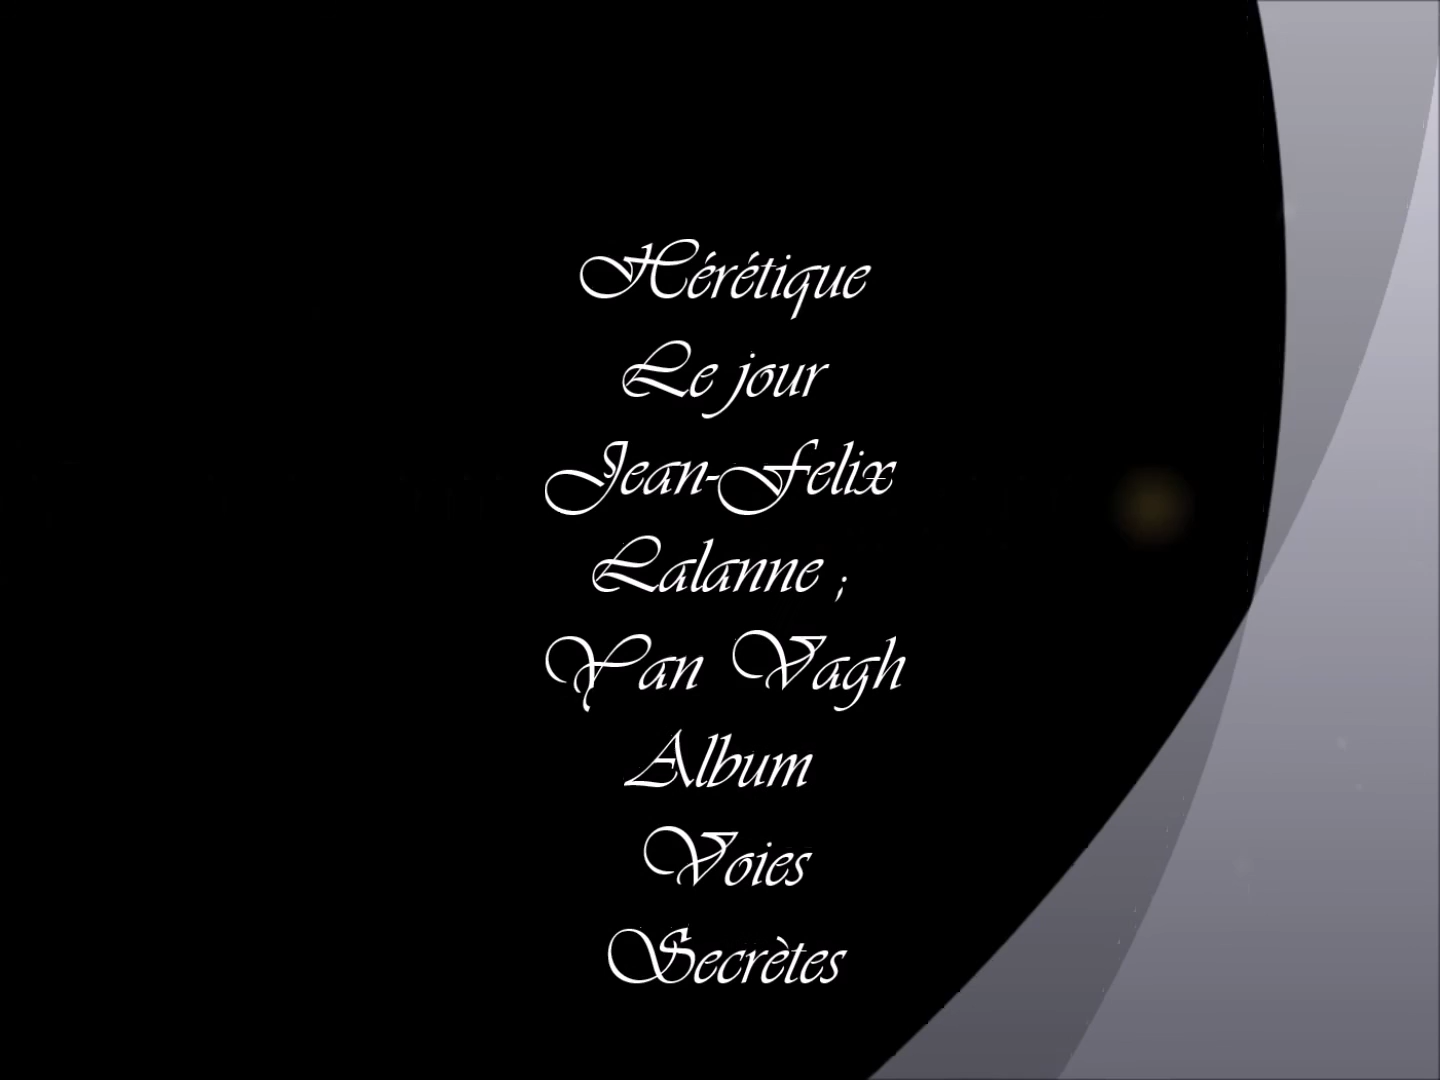 Hérétique
Le jour
Jean-Felix
Lalanne ;
Yan Vagh
Album
Voies
Secrètes